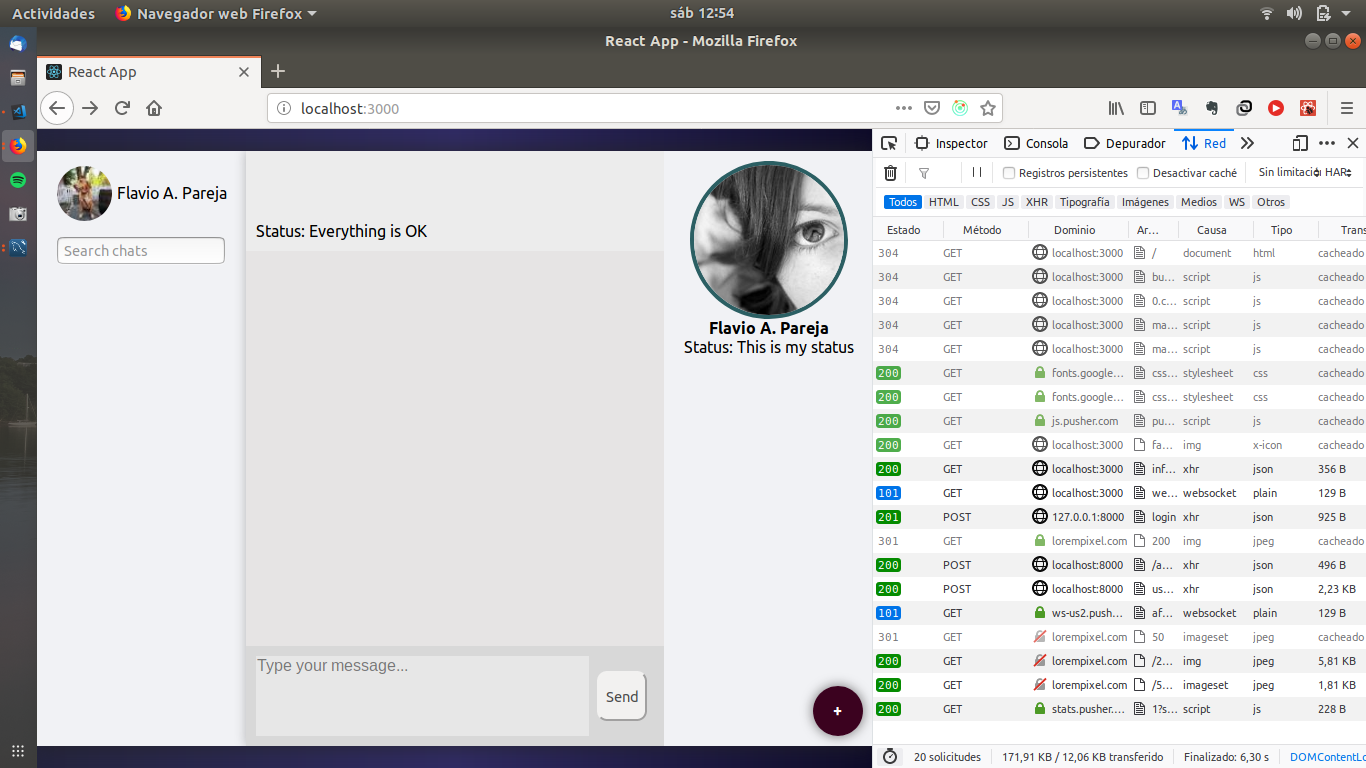 Actividades Navegador web Firefox sáb 12:54
React App - Mozilla Firefox
React App
localhost:3000
Flavio A. Pareja
Search chats
Status: Everything is OK
Type your message...
Send
Flavio A. Pareja
Status: This is my status
+
Inspector Consola Depurador Red
Registros persistentes Desactivar caché Sin limitació HAR
Todos HTML CSS JS XHR Tipografía Imágenes Medios WS Otros
Estado Método Dominio Ar... Causa Tipo Trans
304 GET localhost:3000 / document html cacheado
304 GET localhost:3000 bu... script js cacheado
304 GET localhost:3000 0.c... script js cacheado
304 GET localhost:3000 ma... script js cacheado
304 GET localhost:3000 ma... script js cacheado
200 GET fonts.google... css... stylesheet css cacheado
200 GET fonts.google... css... stylesheet css cacheado
200 GET js.pusher.com pu... script js cacheado
200 GET localhost:3000 fa... img x-icon cacheado
200 GET localhost:3000 inf... xhr json 356 B
101 GET localhost:3000 we... websocket plain 129 B
201 POST 127.0.0.1:8000 login xhr json 925 B
301 GET lorempixel.com 200 img jpeg cacheado
200 POST localhost:8000 /a... xhr json 496 B
200 POST localhost:8000 us... xhr json 2,23 KB
101 GET ws-us2.push... af... websocket plain 129 B
301 GET lorempixel.com 50 imageset jpeg cacheado
200 GET lorempixel.com /2... img jpeg 5,81 KB
200 GET lorempixel.com /5... imageset jpeg 1,81 KB
200 GET stats.pusher.... 1?s... script js 228 B
20 solicitudes 171,91 KB / 12,06 KB transferido Finalizado: 6,30 s DOMContentLo